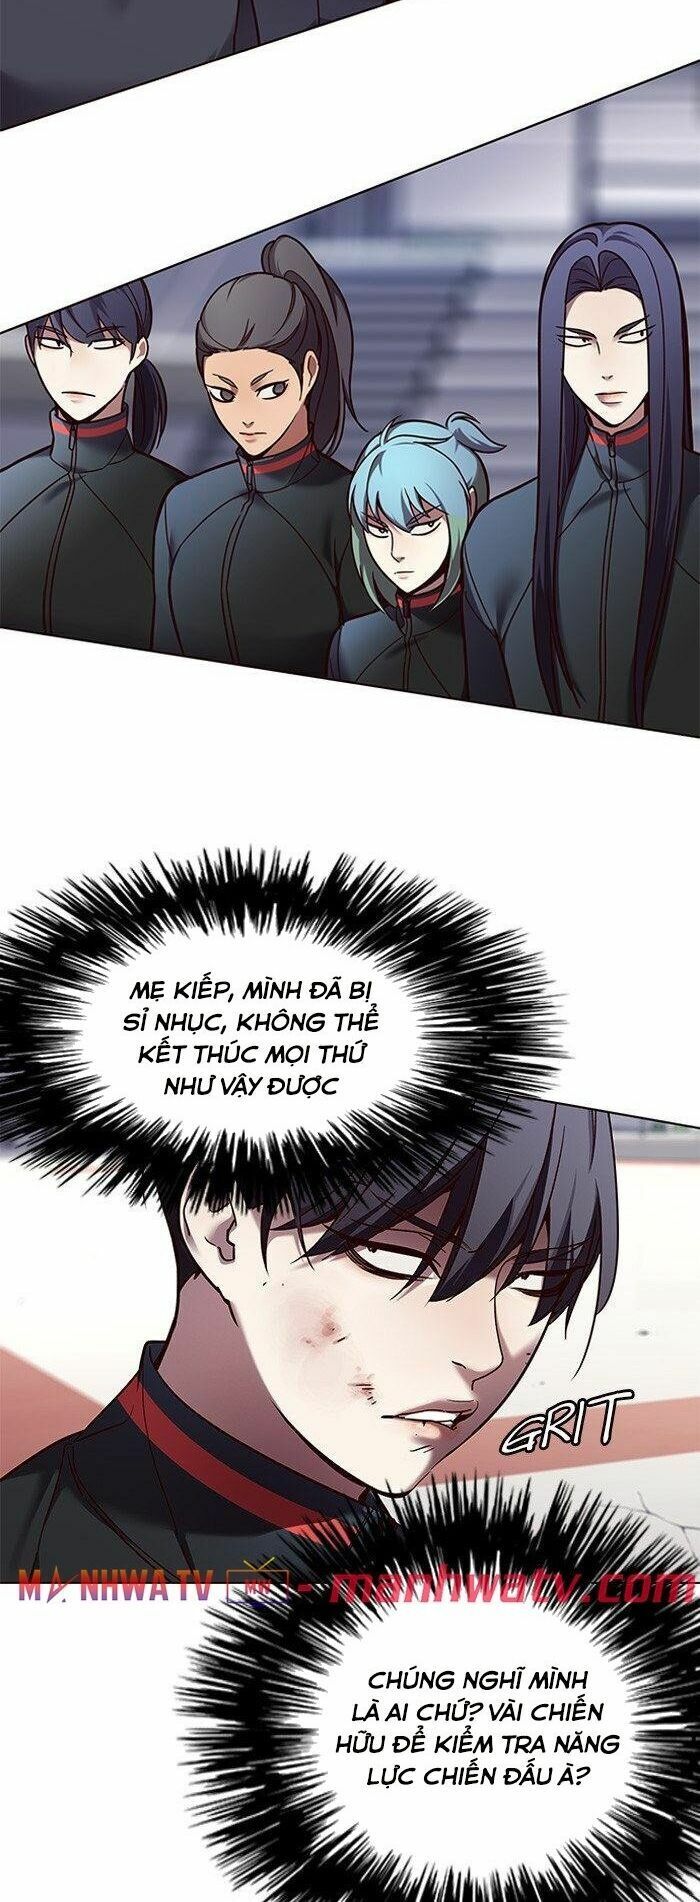 MẸ KIẾP, MÌNH ĐÃ BỊ
SỈ NHỤC, KHÔNG THỂ
KẾT THÚC MỌI THỨ
NHƯ VẬY ĐƯỢC
GRIT
MANHWATV MH
manhwatv.com
CHÚNG NGHĨ MÌNH
LÀ AI CHỨ? VÀI CHIẾN
HỮU ĐỂ KIỂM TRA NĂNG
LỰC CHIẾN ĐẤU À?